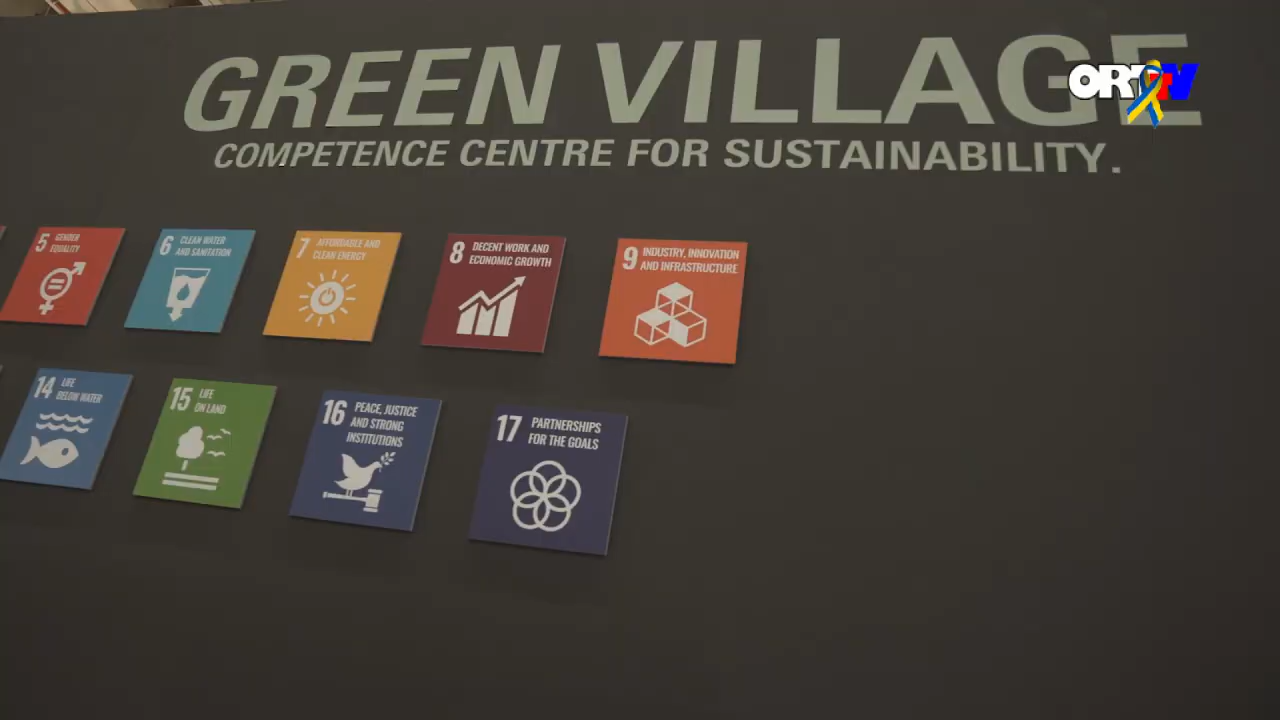 GREEN VILLAGE
COMPETENCE CENTRE FOR SUSTAINABILITY.
ORTTV
5 GENDER
EQUALITY
6 CLEAN WATER
AND SANITATION
7 AFFORDABLE AND
CLEAN ENERGY
8 DECENT WORK AND
ECONOMIC GROWTH
9 INDUSTRY, INNOVATION
AND INFRASTRUCTURE
14 LIFE
BELOW WATER
15 LIFE
ON LAND
16 PEACE, JUSTICE
AND STRONG
INSTITUTIONS
17 PARTNERSHIPS
FOR THE GOALS